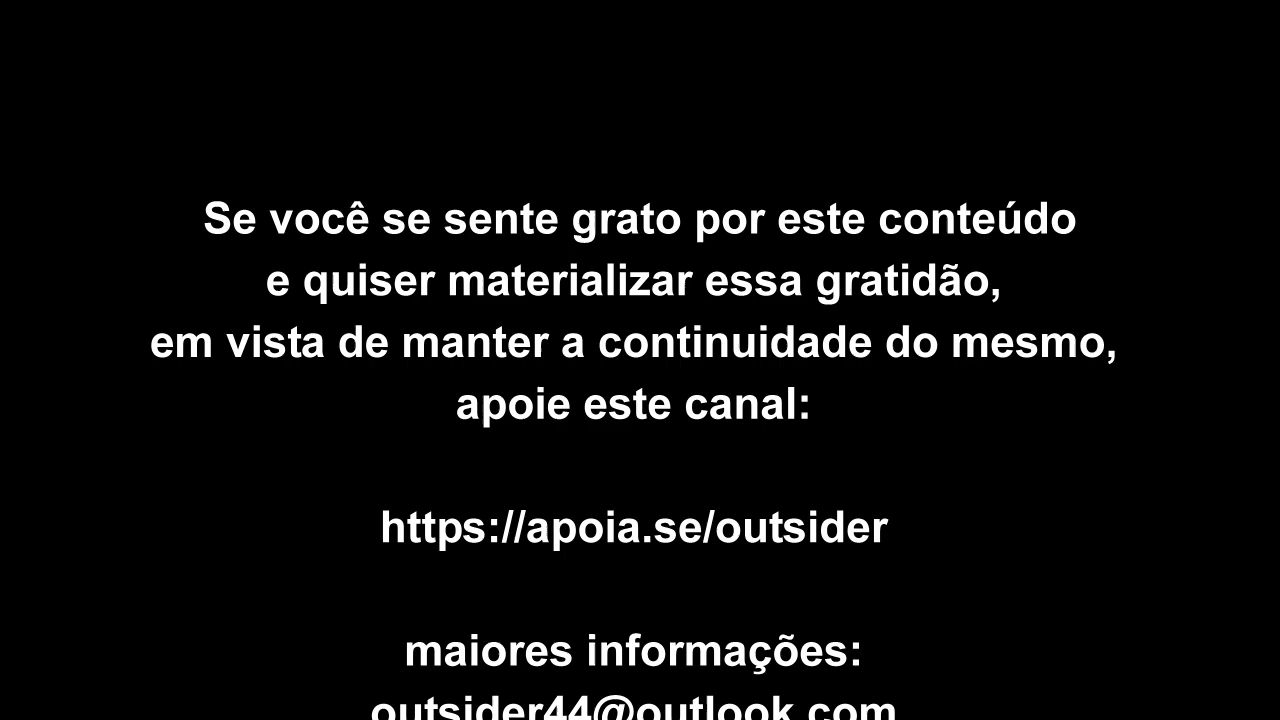 Se você se sente grato por este conteúdo
e quiser materializar essa gratidão,
em vista de manter a continuidade do mesmo,
apoie este canal:
https://apoia.se/outsider
maiores informações:
outsider44@outlook.com